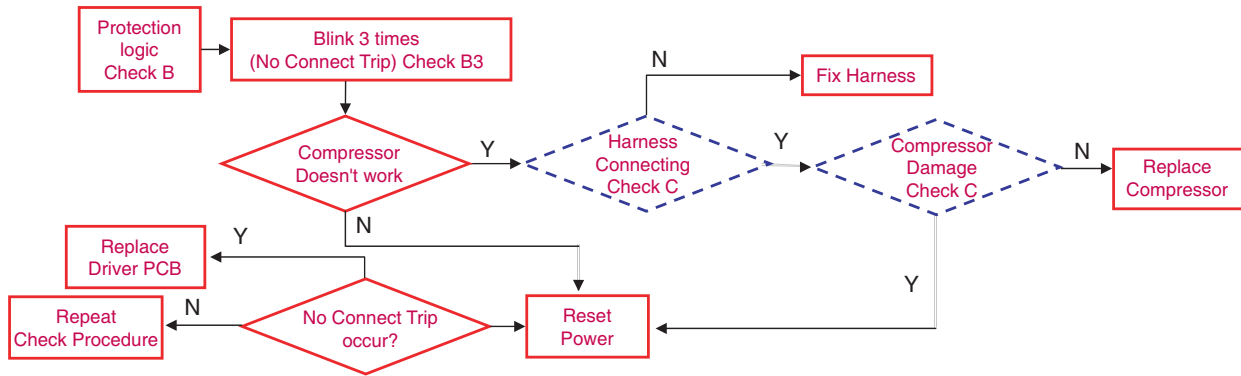 Protection
logic
Check B
Blink 3 times
(No Connect Trip) Check B3
N
Fix Harness
Compressor
Doesn't work
Y
Harness
Connecting
Check C
Y
Compressor
Damage
Check C
N
Replace
Compressor
N
Y
Replace
Driver PCB
Y
N
Repeat
Check Procedure
No Connect Trip
occur?
Reset
Power